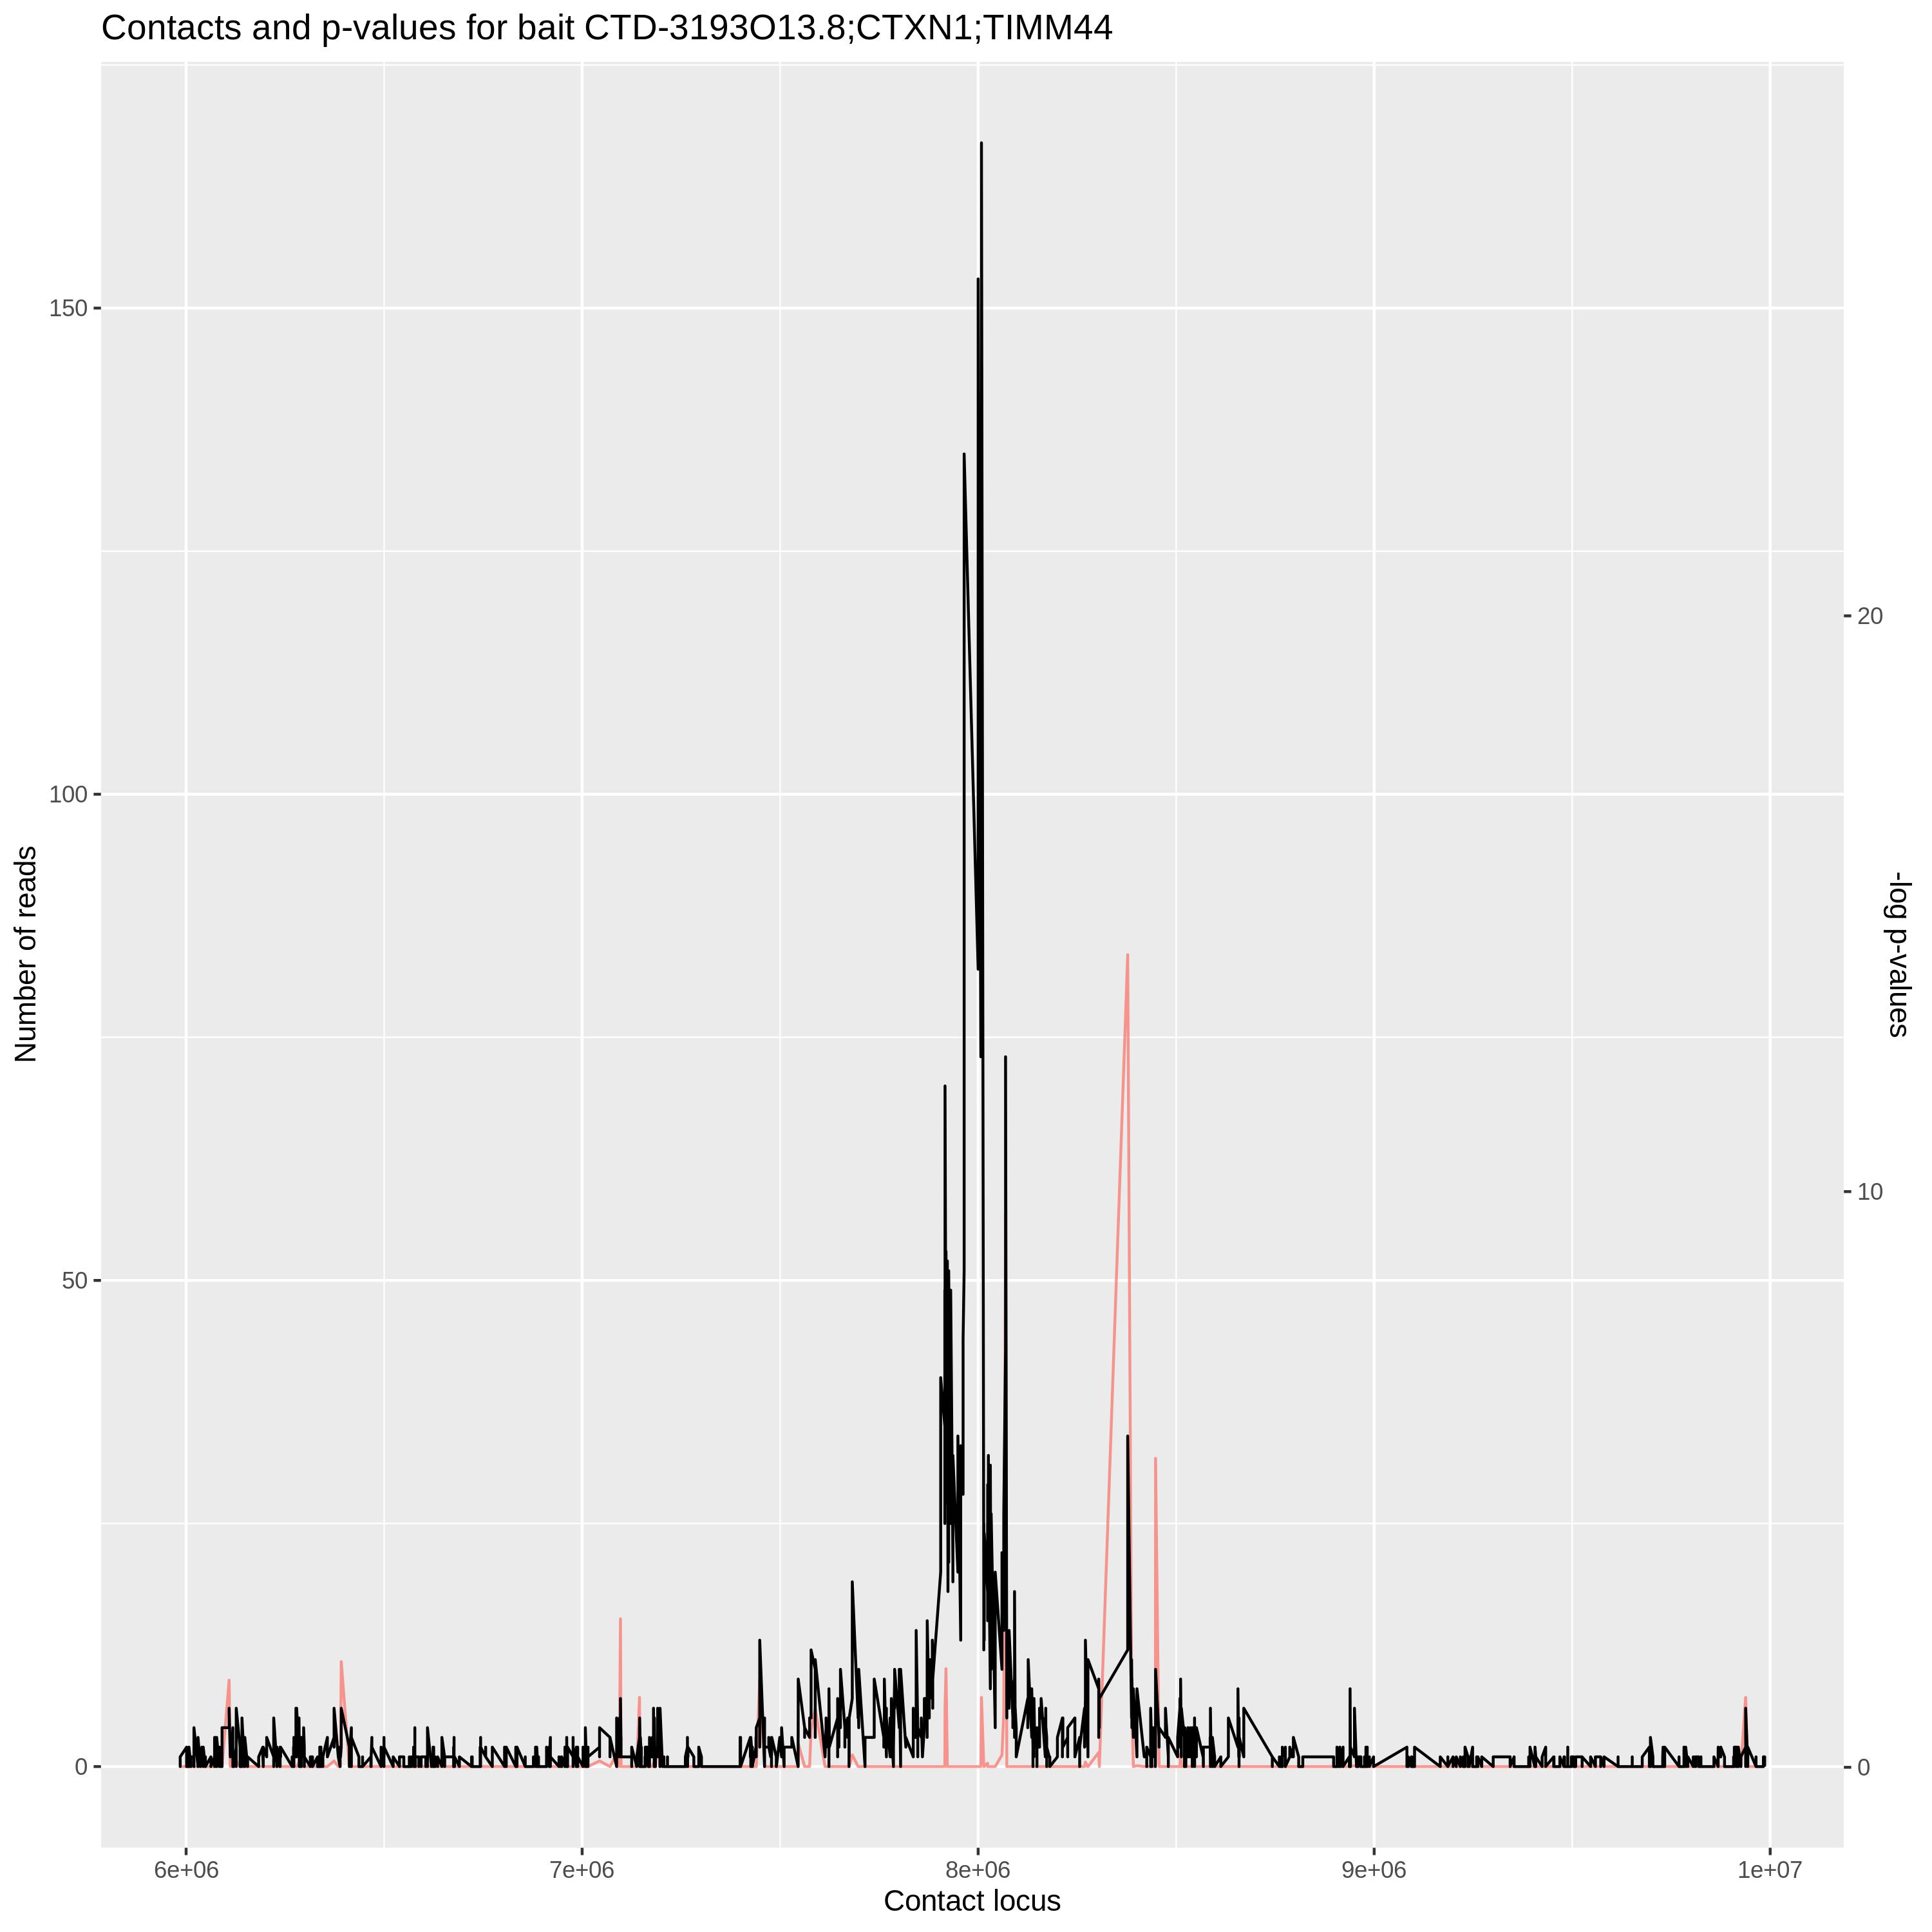 Contacts and p-values for bait CTD-3193O13.8;CTXN1;TIMM44
150
100
50
0
Number of reads
20
10
0
-log p-values
6e+06
7e+06
8e+06
9e+06
1e+07
Contact locus